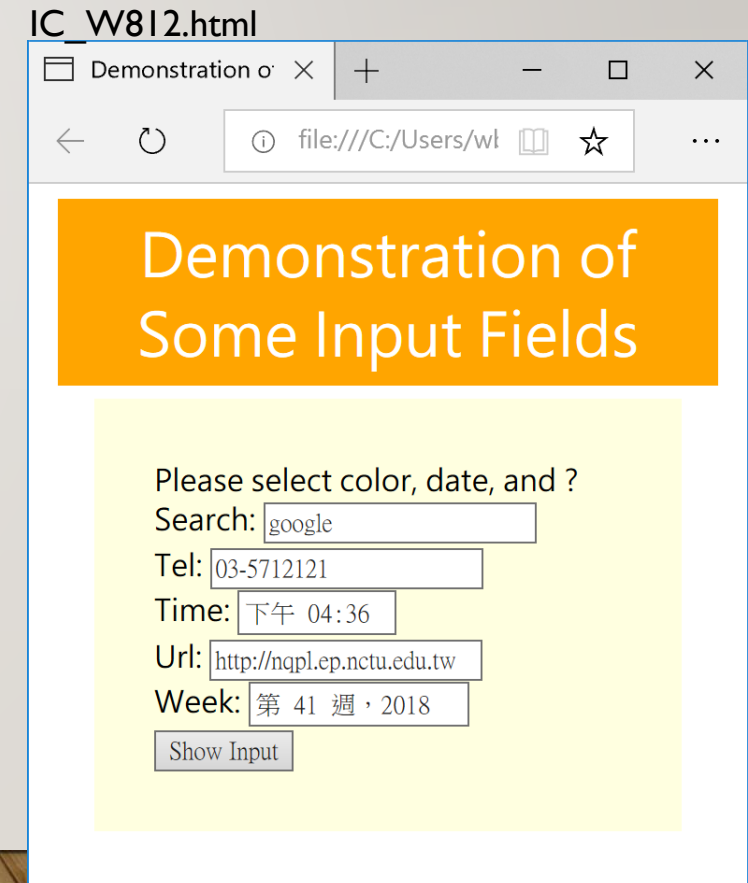 IC_W812.html
Demonstration o
file:///C:/Users/w
Demonstration of
Some Input Fields
Please select color, date, and ?
Search: google
Tel: 03-5712121
Time: 下午 04:36
Url: http://nqpl.ep.nctu.edu.tw
Week: 第 41 週，2018
Show Input